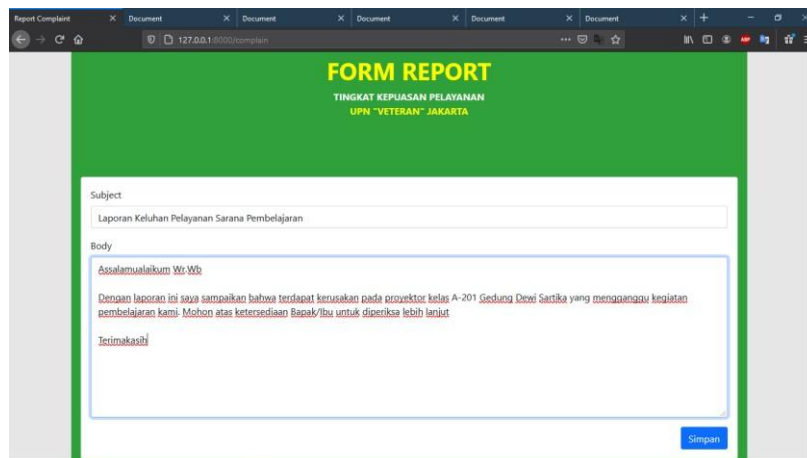 Report Complaint
Document
Document
Document
Document
Document
127.0.0.1:8000/complain
FORM REPORT
TINGKAT KEPUASAN PELAYANAN
UPN "VETERAN" JAKARTA
Subject
Laporan Keluhan Pelayanan Sarana Pembelajaran
Body
Assalamualaikum Wr.Wb
Dengan laporan ini saya sampaikan bahwa terdapat kerusakan pada proyektor kelas A-201 Gedung Dewi Sartika yang mengganggu kegiatan
pembelajaran kami. Mohon atas ketersediaan Bapak/Ibu untuk diperiksa lebih lanjut
Terimakasih
Simpan